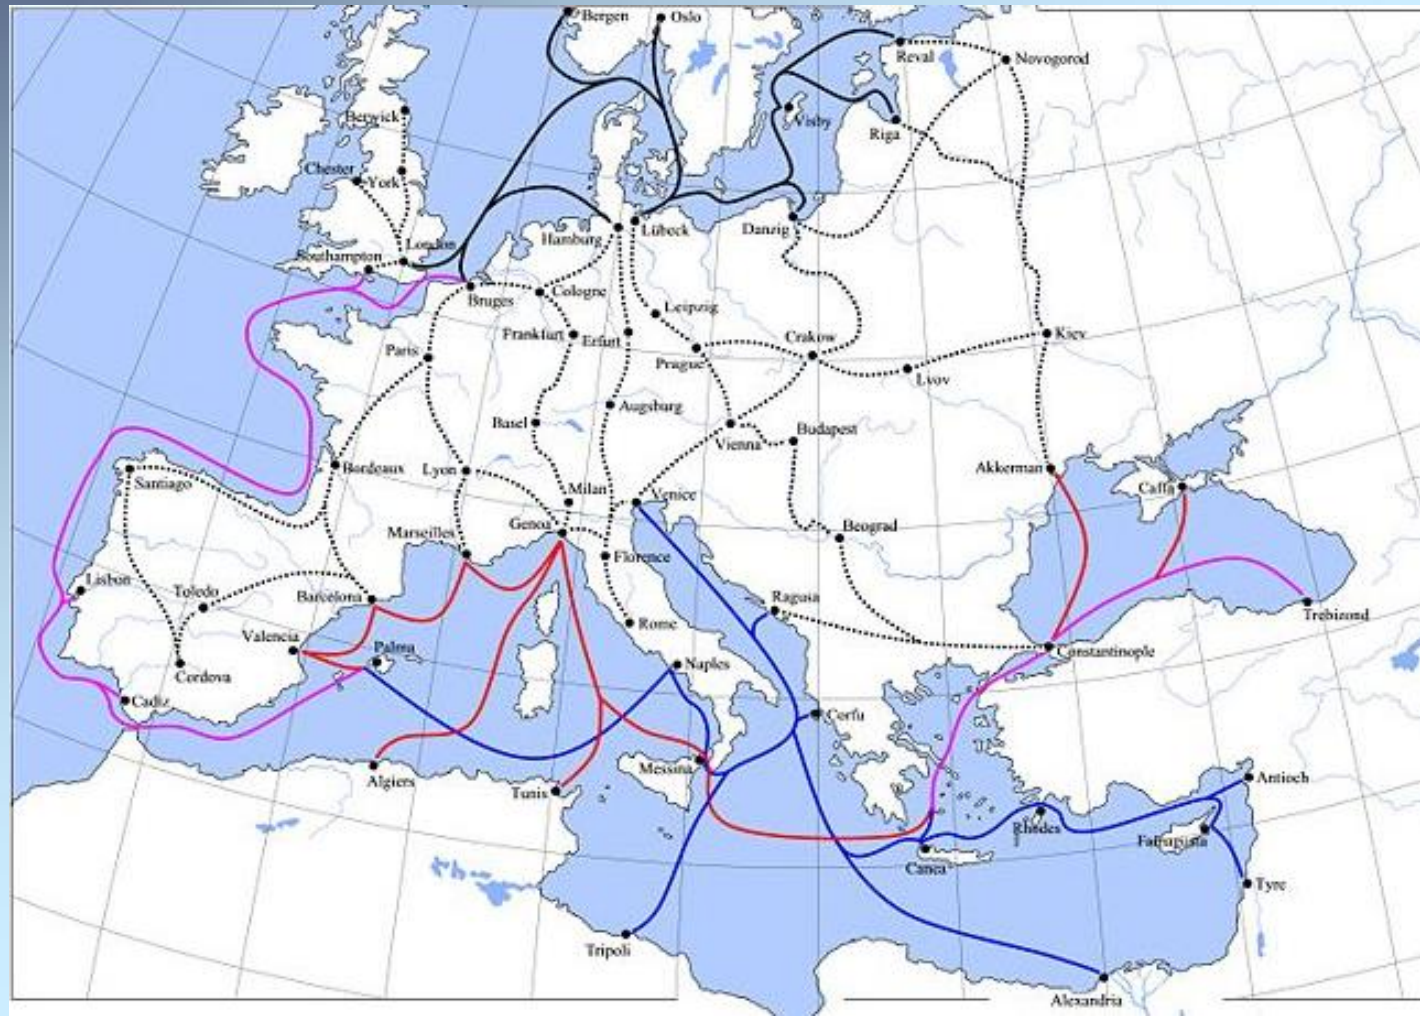 Bergen
Oslo
Reval
Novogorod
Berwick
Visby
Riga
Chester
York
London
Southampton
Hamburg
Lübeck
Danzig
Bruges
Cologne
Leipzig
Frankfurt
Erfurt
Paris
Prague
Crakow
Kiev
Lvov
Augsburg
Basel
Vienna
Budapest
Bordeaux
Lyon
Santiago
Akkerman
Caffa
Milan
Venice
Genoa
Beograd
Marseilles
Florence
Lisbon
Toledo
Barcelona
Ragusa
Trebizond
Rome
Valencia
Palma
Naples
Constantinople
Cordova
Cadiz
Corfu
Messina
Algiers
Tunis
Antioch
Rhodes
Famagusta
Canea
Tyre
Tripoli
Alexandria